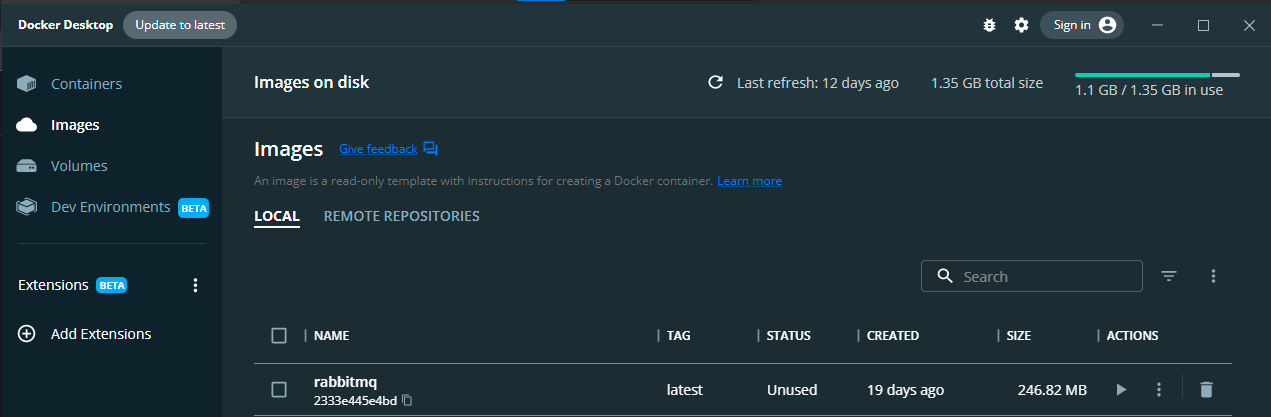 Docker Desktop Update to latest Sign in
Containers
Images
Volumes
Dev Environments BETA
Extensions BETA
Add Extensions
Images on disk Last refresh: 12 days ago 1.35 GB total size 1.1 GB / 1.35 GB in use
Images Give feedback
An image is a read-only template with instructions for creating a Docker container. Learn more
LOCAL REMOTE REPOSITORIES
Search
NAME TAG STATUS CREATED SIZE ACTIONS
rabbitmq latest Unused 19 days ago 246.82 MB
2333e445e4bd